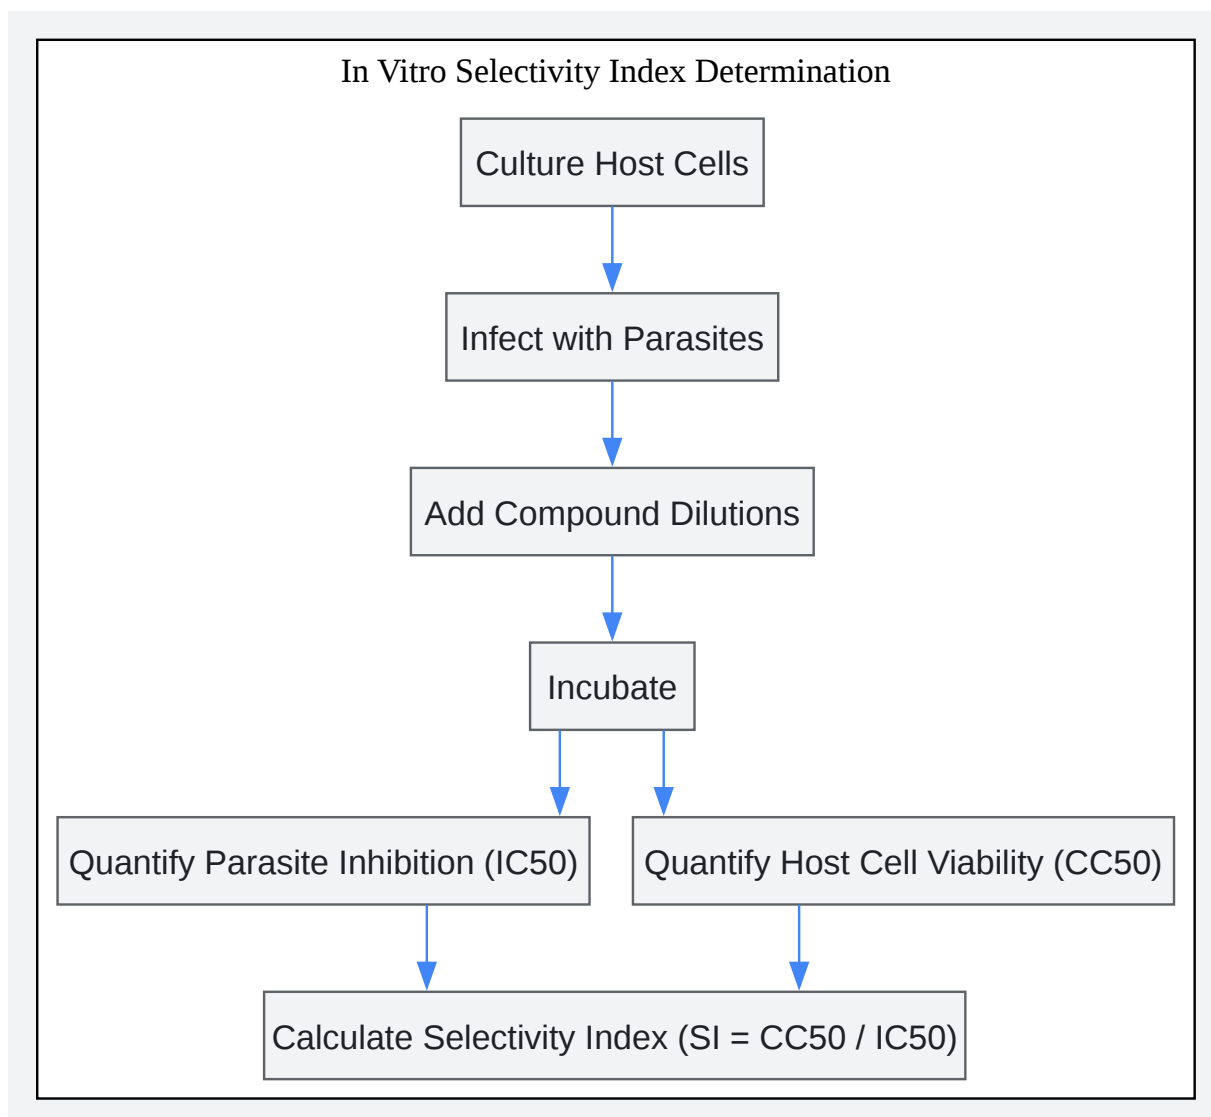 In Vitro Selectivity Index Determination
Culture Host Cells
Infect with Parasites
Add Compound Dilutions
Incubate
Quantify Parasite Inhibition (IC50)
Quantify Host Cell Viability (CC50)
Calculate Selectivity Index (SI = CC50 / IC50)